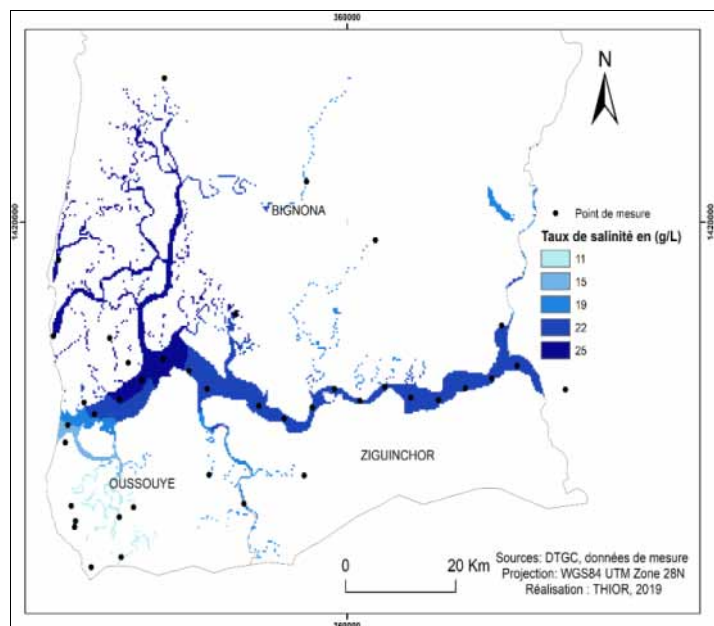 360000
N
BIGNONA
1420000
1420000
Point de mesure
Taux de salinité en (g/L)
11
15
19
22
25
ZIGUINCHOR
OUSSOUYE
0
20 Km
Sources: DTGC, données de mesure
Projection: WGS84 UTM Zone 28N
Réalisation : THIOR, 2019
360000